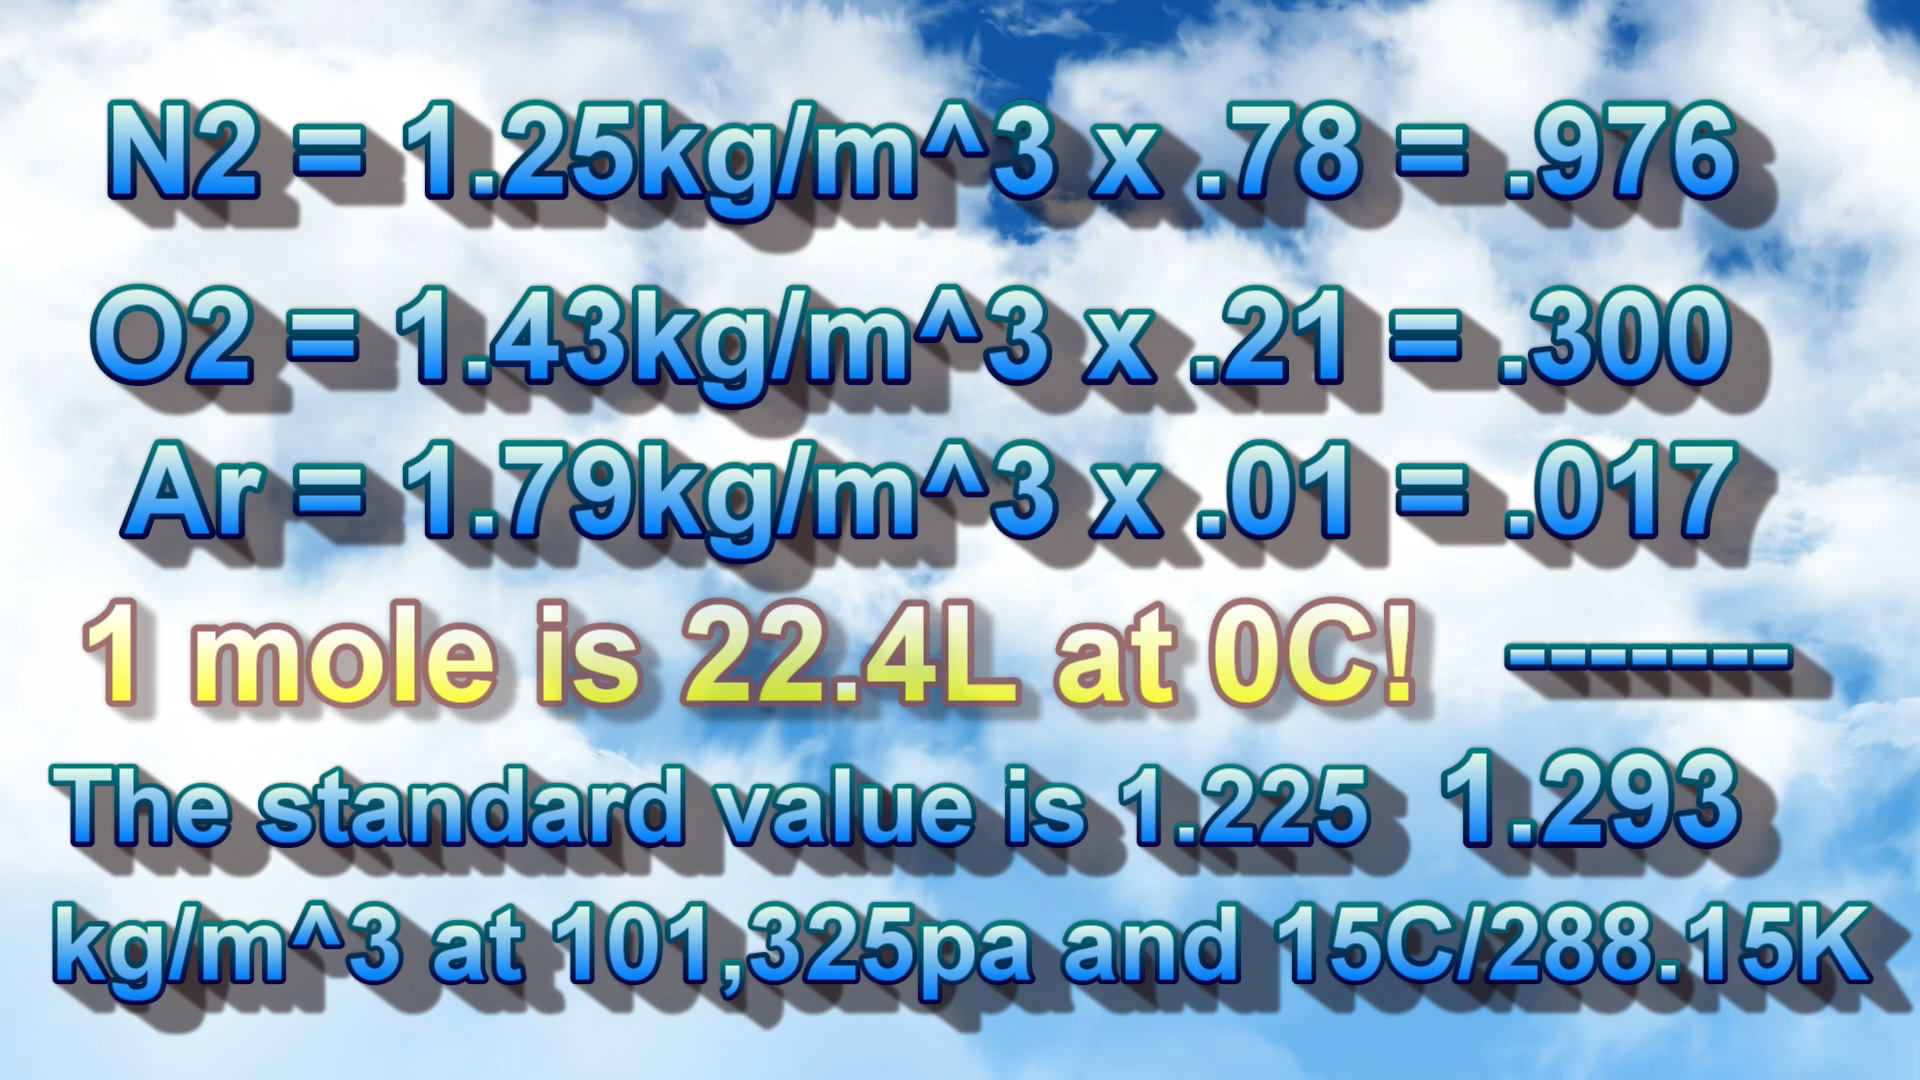 N2 = 1.25kg/m^3 x .78 = .976
O2 = 1.43kg/m^3 x .21 = .300
Ar = 1.79kg/m^3 x .01 = .017
1 mole is 22.4L at 0C! -------
The standard value is 1.225 1.293
kg/m^3 at 101,325pa and 15C/288.15K